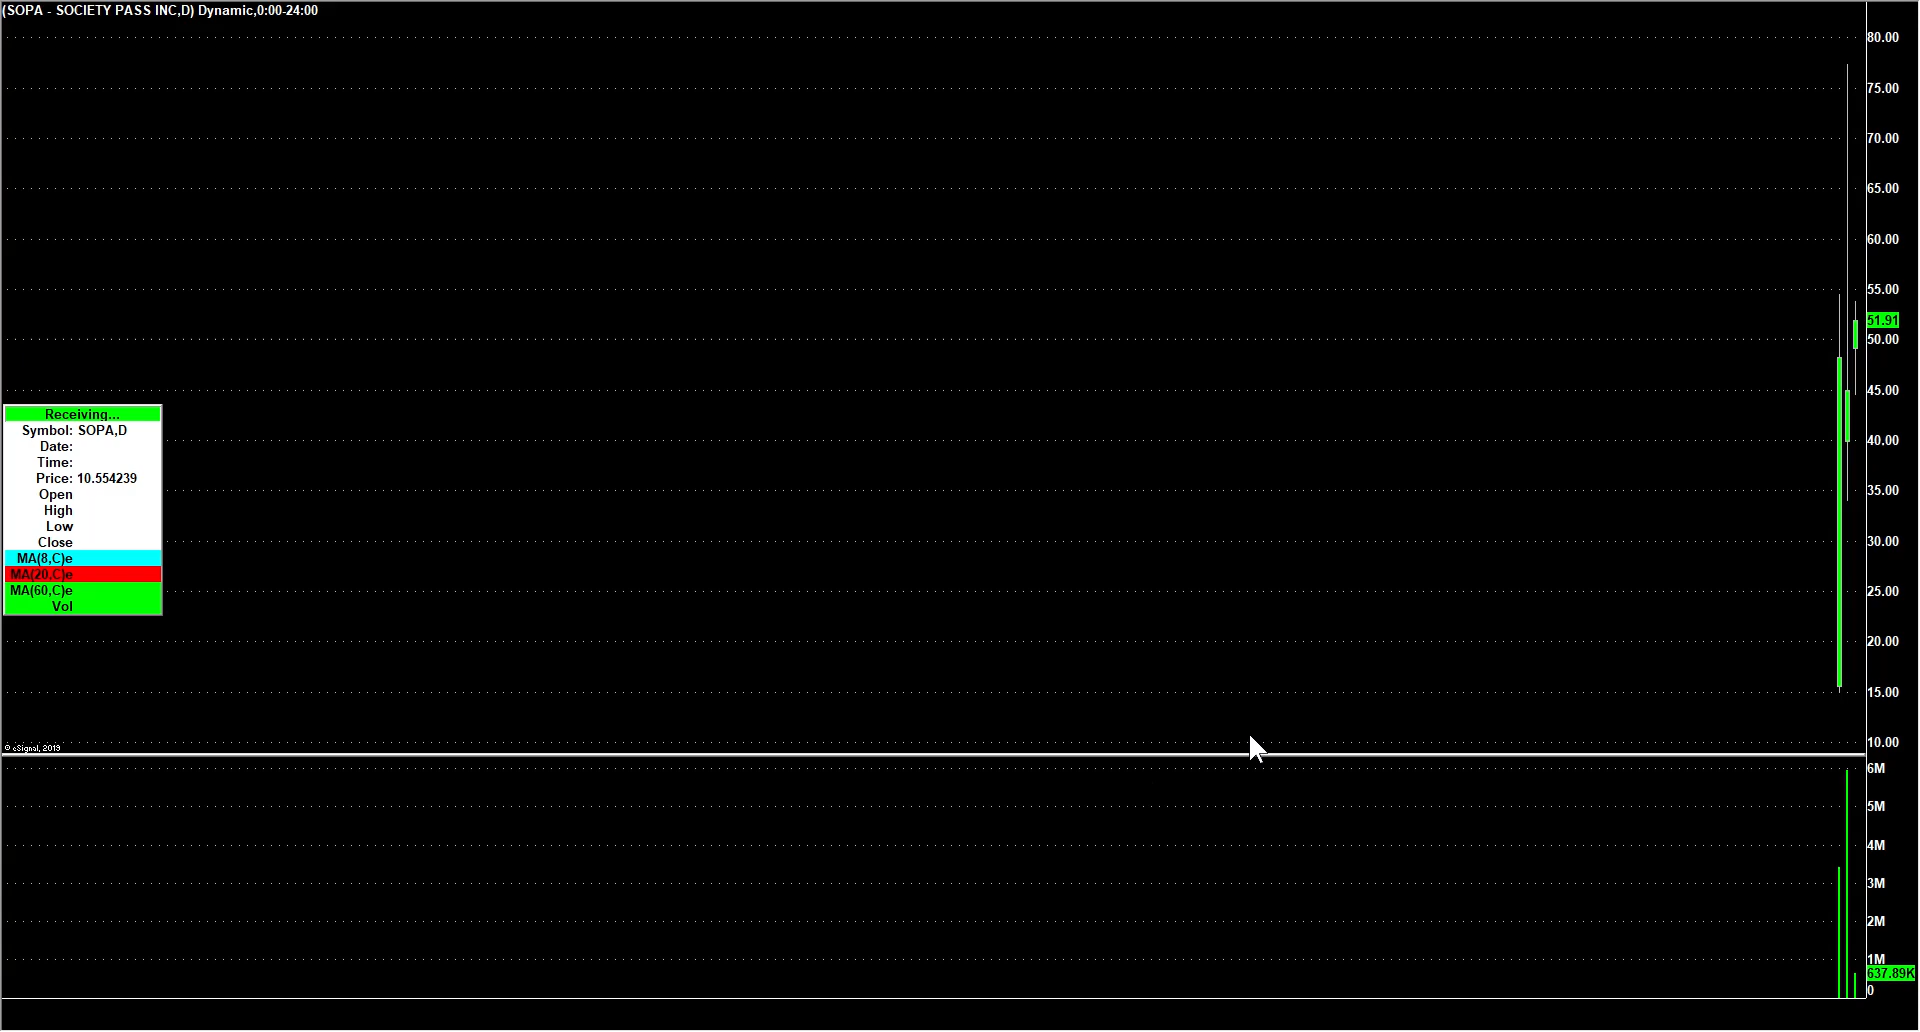 (SOPA - SOCIETY PASS INC,D) Dynamic,0:00-24:00
80.00
75.00
70.00
65.00
60.00
55.00
51.91
50.00
45.00
Receiving...
Symbol: SOPA,D
Date:
40.00
Time:
Price: 10.554239
35.00
Open
High
Low
30.00
Close
MA(8,C)e
MA(20,C)e
MA(60,C)e
25.00
Vol
20.00
15.00
10.00
© eSignal, 2019
6M
5M
4M
3M
2M
1M
637.89K
0